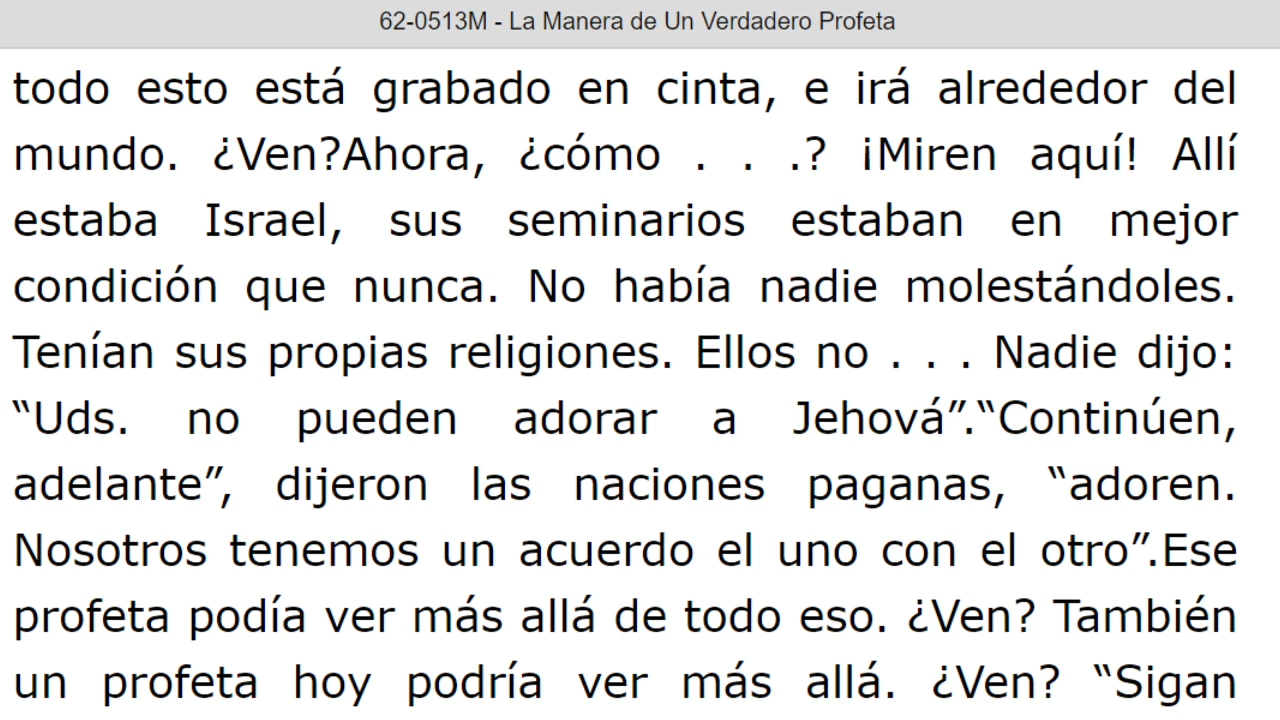 62-0513M - La Manera de Un Verdadero Profeta
todo esto está grabado en cinta, e irá alrededor del
mundo. ¿Ven?Ahora, ¿cómo . . .? ¡Miren aquí! Allí
estaba Israel, sus seminarios estaban en mejor
condición que nunca. No había nadie molestándoles.
Tenían sus propias religiones. Ellos no . . . Nadie dijo:
“Uds. no pueden adorar a Jehová”.“Continúen,
adelante”, dijeron las naciones paganas, “adoren.
Nosotros tenemos un acuerdo el uno con el otro”.Ese
profeta podía ver más allá de todo eso. ¿Ven? También
un profeta hoy podría ver más allá. ¿Ven? “Sigan